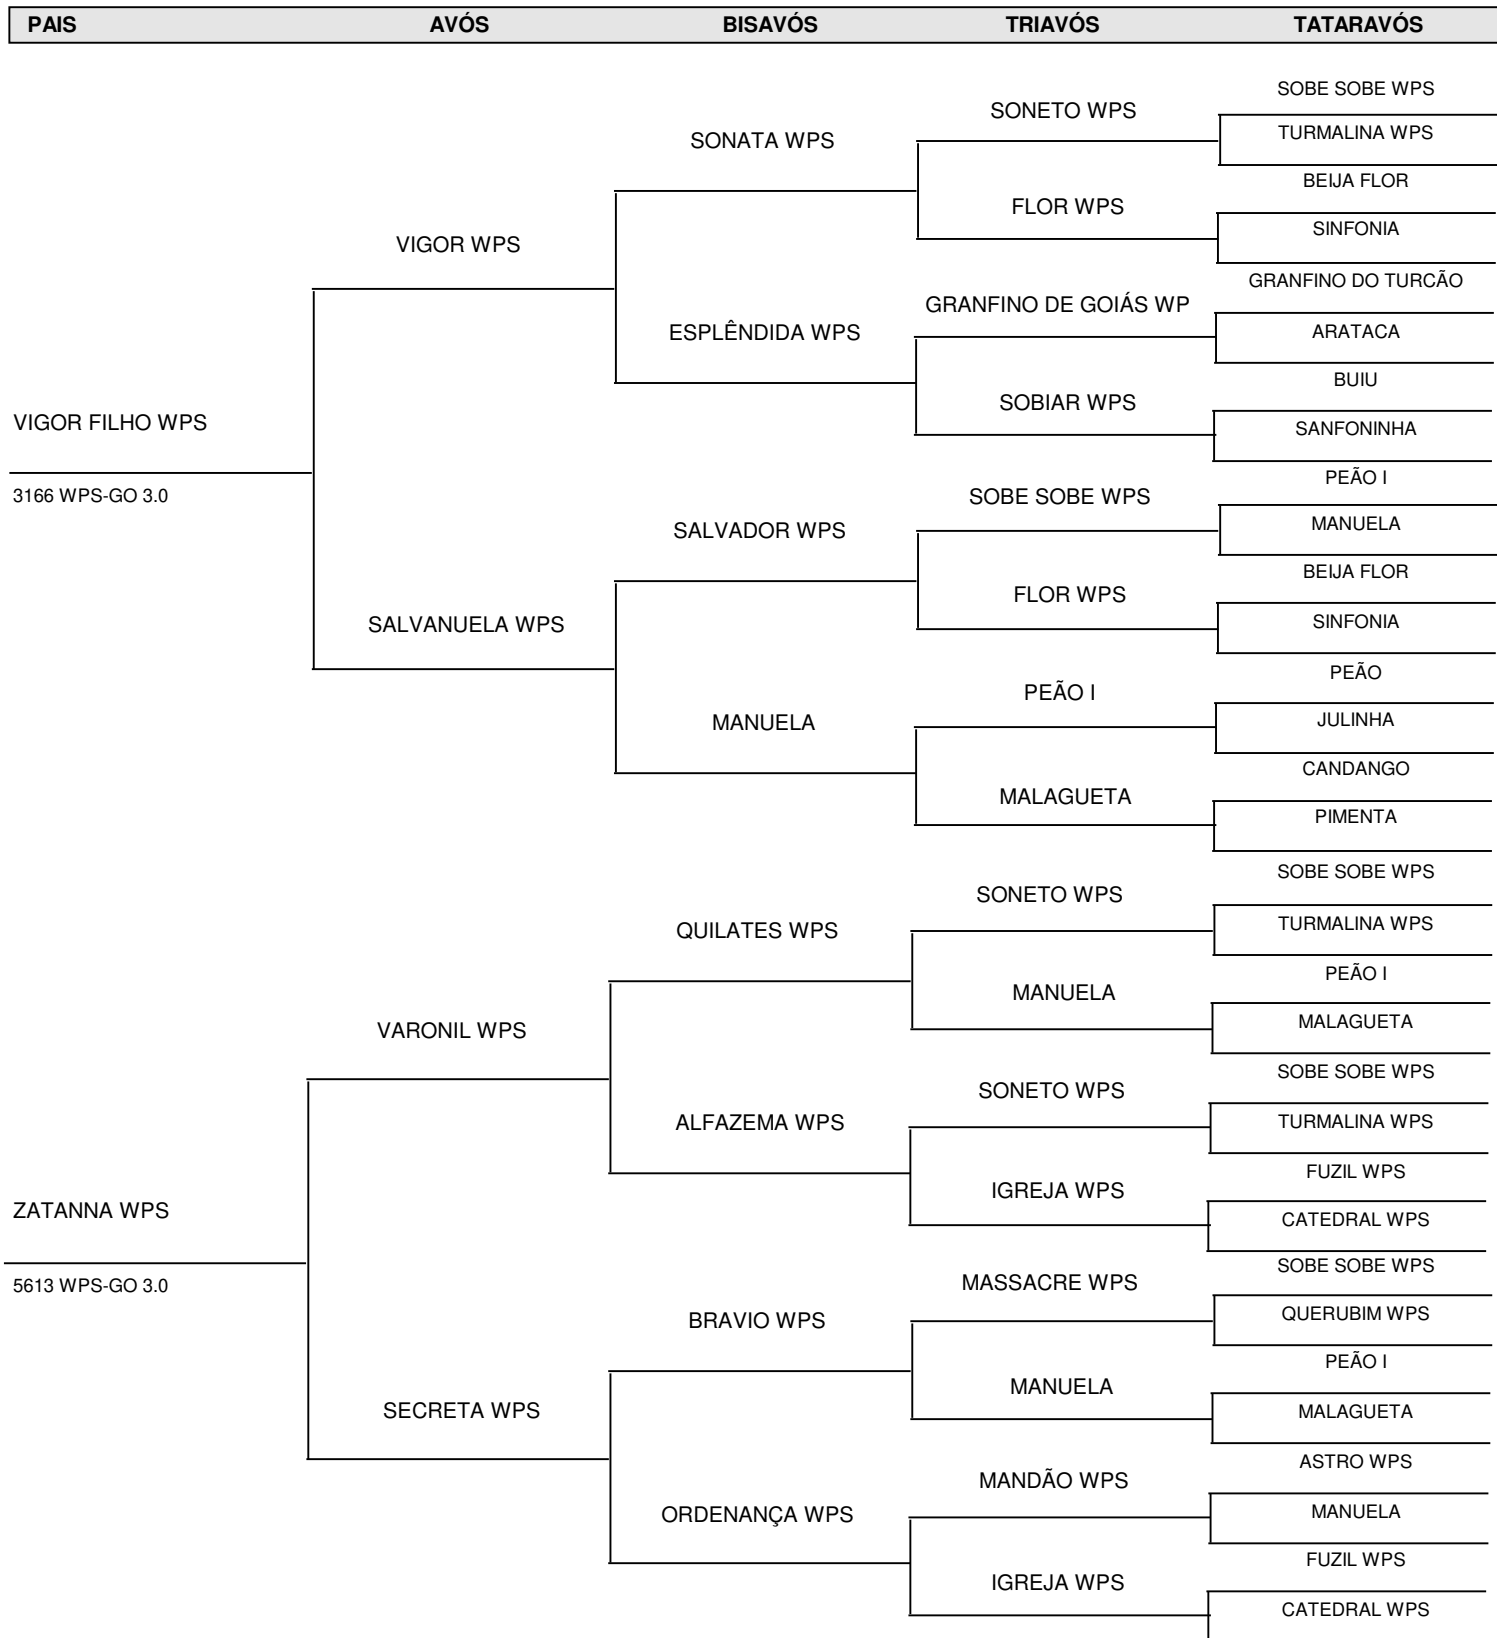 PAIS AVÓS BISAVÓS TRIAVÓS TATARAVÓS
SOBE SOBE WPS
SONETO WPS
TURMALINA WPS
SONATA WPS
BEIJA FLOR
FLOR WPS
SINFONIA
VIGOR WPS
GRANFINO DO TURCÃO
GRANFINO DE GOIÁS WP
ARATACA
ESPLÊNDIDA WPS
BUIU
SOBIAR WPS
VIGOR FILHO WPS
SANFONINHA
PEÃO I
3166 WPS-GO 3.0
SOBE SOBE WPS
MANUELA
SALVADOR WPS
BEIJA FLOR
FLOR WPS
SINFONIA
SALVANUELA WPS
PEÃO
PEÃO I
JULINHA
MANUELA
CANDANGO
MALAGUETA
PIMENTA
SOBE SOBE WPS
SONETO WPS
TURMALINA WPS
QUILATES WPS
PEÃO I
MANUELA
MALAGUETA
VARONIL WPS
SOBE SOBE WPS
SONETO WPS
TURMALINA WPS
ALFAZEMA WPS
FUZIL WPS
IGREJA WPS
ZATANNA WPS
CATEDRAL WPS
SOBE SOBE WPS
5613 WPS-GO 3.0
MASSACRE WPS
QUERUBIM WPS
BRAVIO WPS
PEÃO I
MANUELA
SECRETA WPS
MALAGUETA
ASTRO WPS
MANDÃO WPS
MANUELA
ORDENANÇA WPS
FUZIL WPS
IGREJA WPS
CATEDRAL WPS